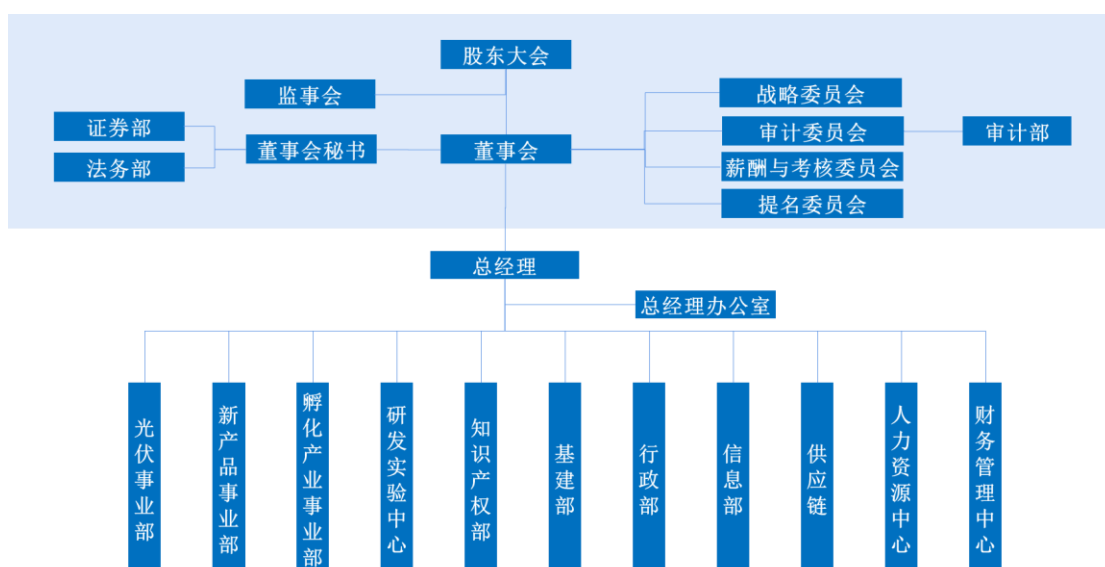 股东大会
监事会
战略委员会
证券部
审计委员会
审计部
董事会秘书
董事会
法务部
薪酬与考核委员会
提名委员会
总经理
总经理办公室
光伏事业部
新产品事业部
孵化产业事业部
研发实验中心
知识产权部
基建部
行政部
信息部
供应链
人力资源中心
财务管理中心